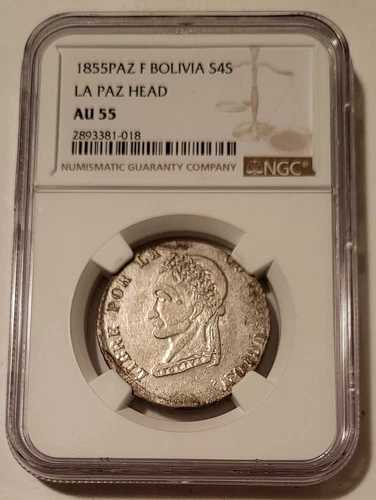 1855PAZ F BOLIVIA S4S
LA PAZ HEAD
AU 55
2893381-018
NUMISMATIC GUARANTY COMPANY
NGC
LIBRE POR LA